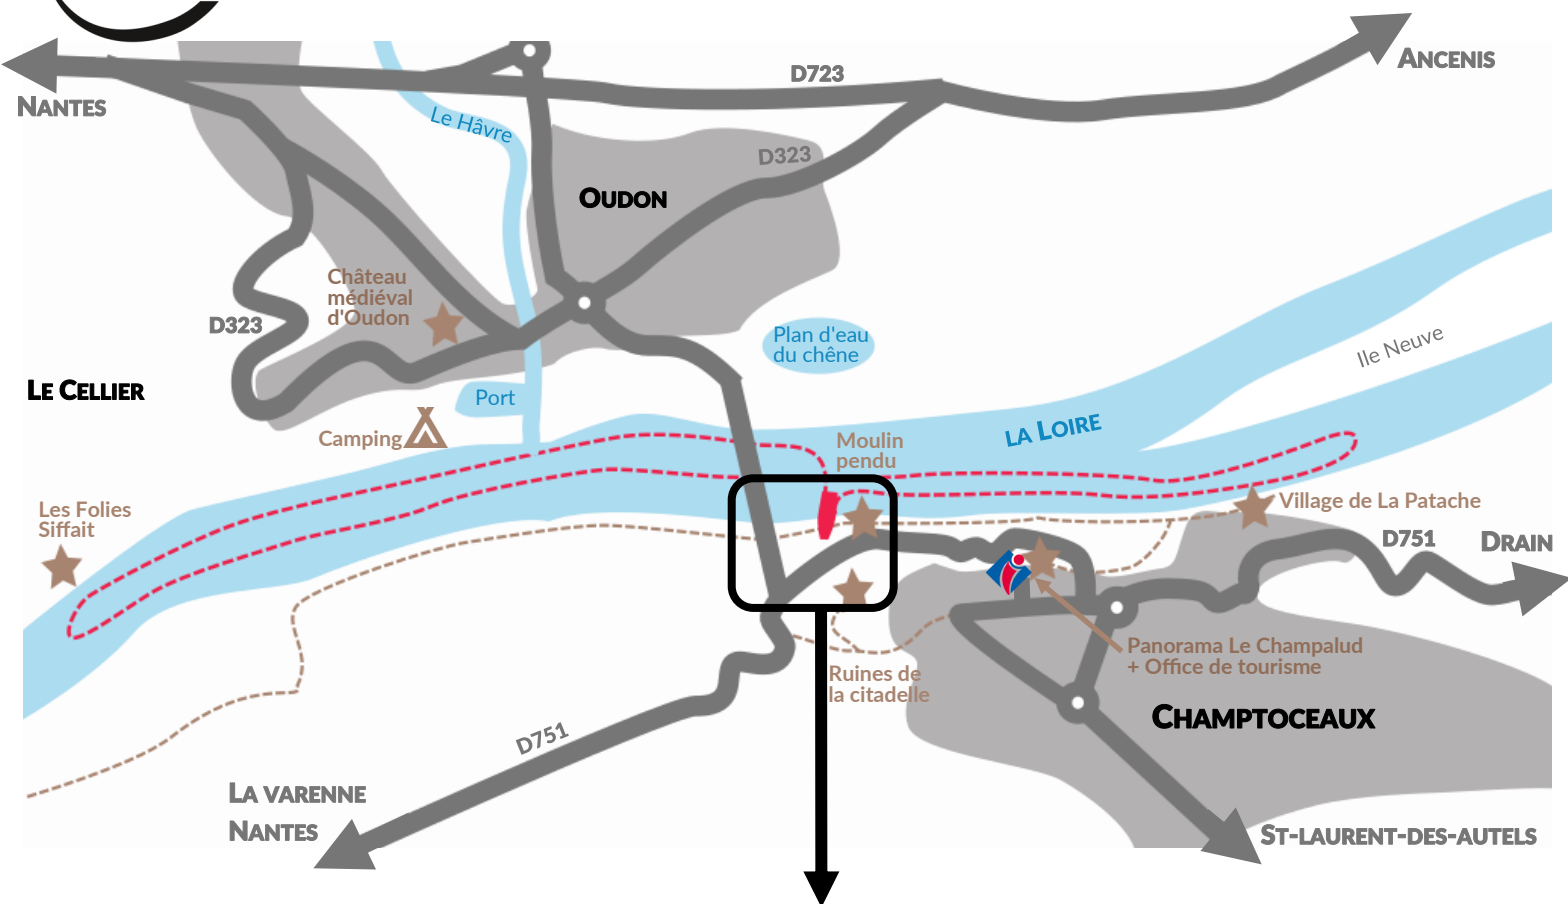 D723
ANCENIS
NANTES
Le Hâvre
D323
OUDON
Château
médiéval
d'Oudon
D323
Plan d'eau
du chêne
Ile Neuve
LE CELLIER
Port
LA LOIRE
Camping
Moulin
pendu
Les Folies
Siffait
Village de La Patache
D751
DRAIN
Panorama Le Champalud
+ Office de tourisme
Ruines de
la citadelle
CHAMPTOCEAUX
D751
LA VARENNE
NANTES
ST-LAURENT-DES-AUTELS